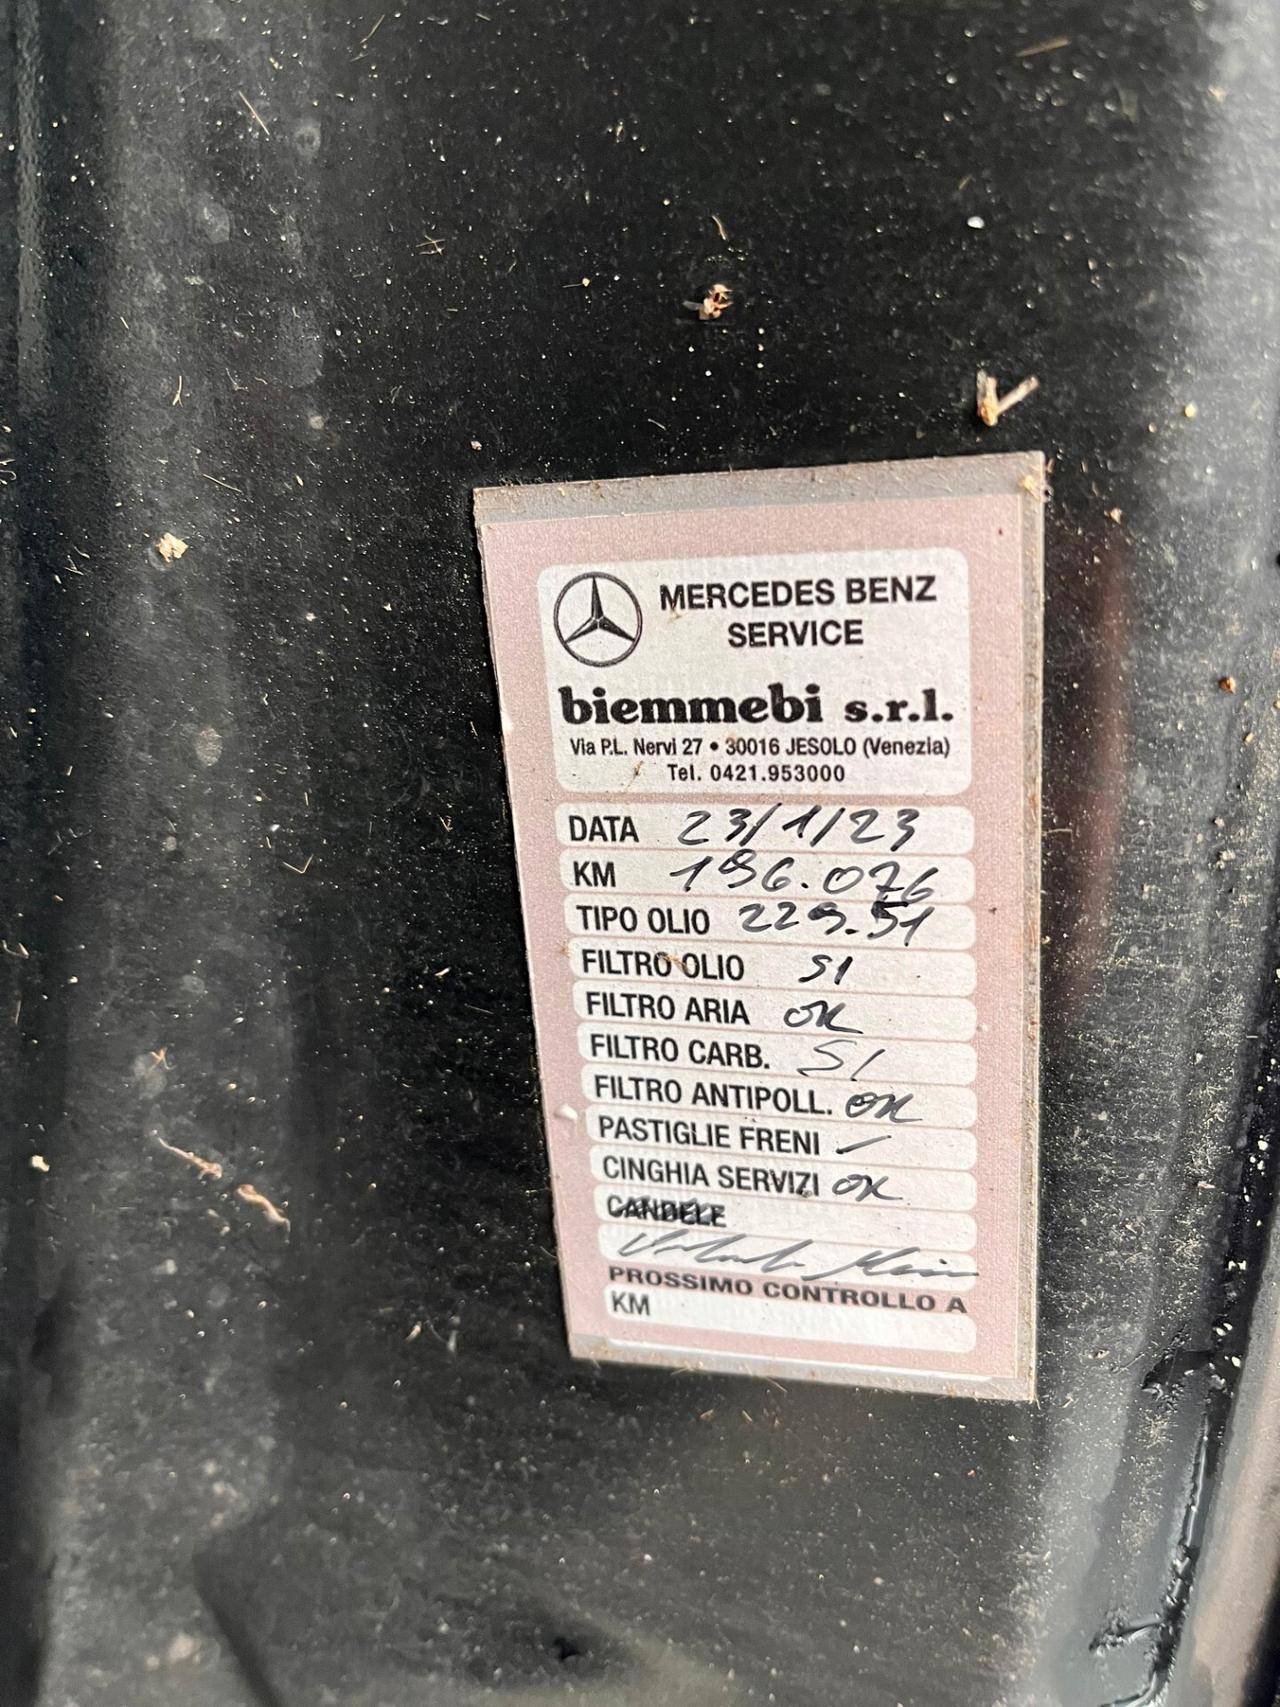 MERCEDES BENZ
SERVICE
biemmebi s.r.l.
Via P.L. Nervi 27 • 30016 JESOLO (Venezia)
Tel. 0421.953000
DATA 23/1/23
KM 196.076
TIPO OLIO 229.51
FILTRO OLIO SI
FILTRO ARIA OK
FILTRO CARB. SI
FILTRO ANTIPOLL. OK
PASTIGLIE FRENI /
CINGHIA SERVIZI OK
CANDELE
PROSSIMO CONTROLLO A
KM